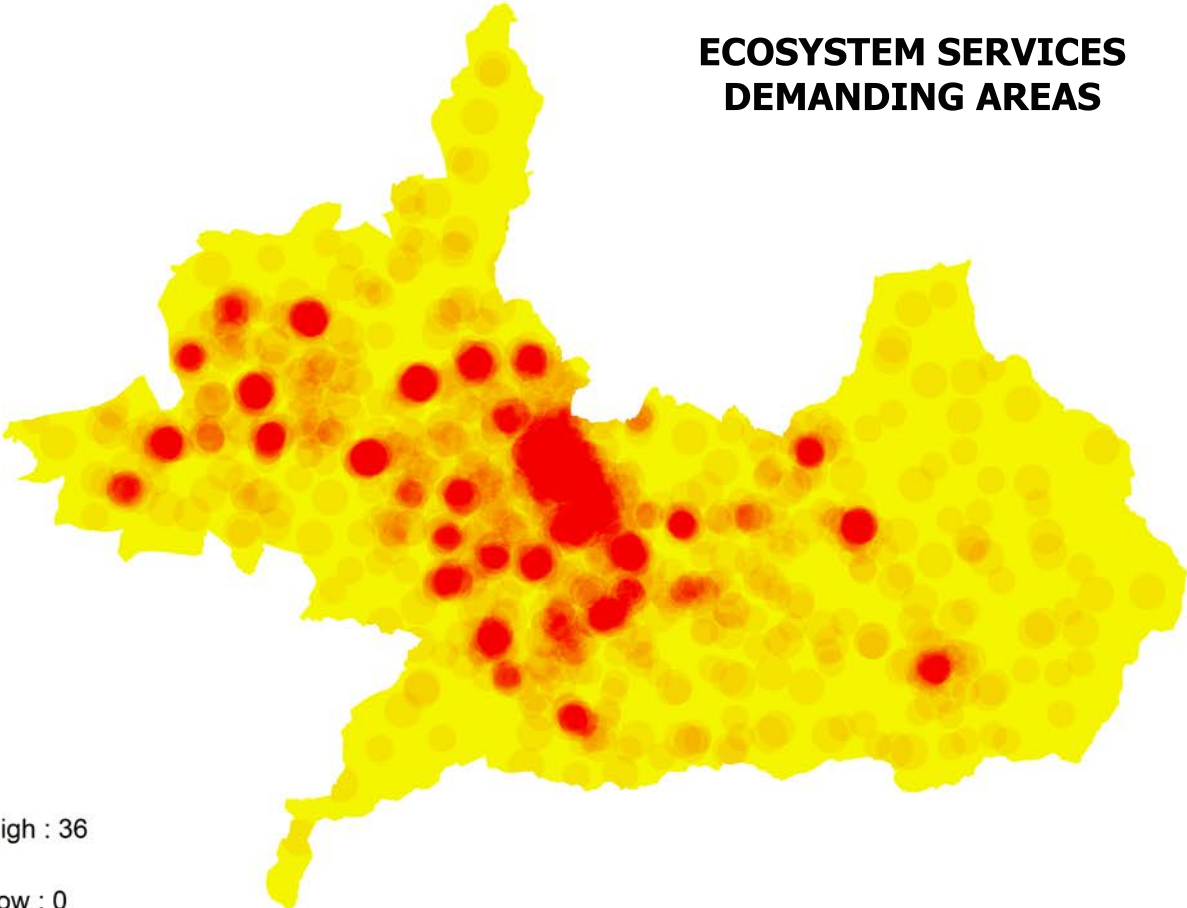 ECOSYSTEM SERVICES
DEMANDING AREAS
igh : 36
ow : 0